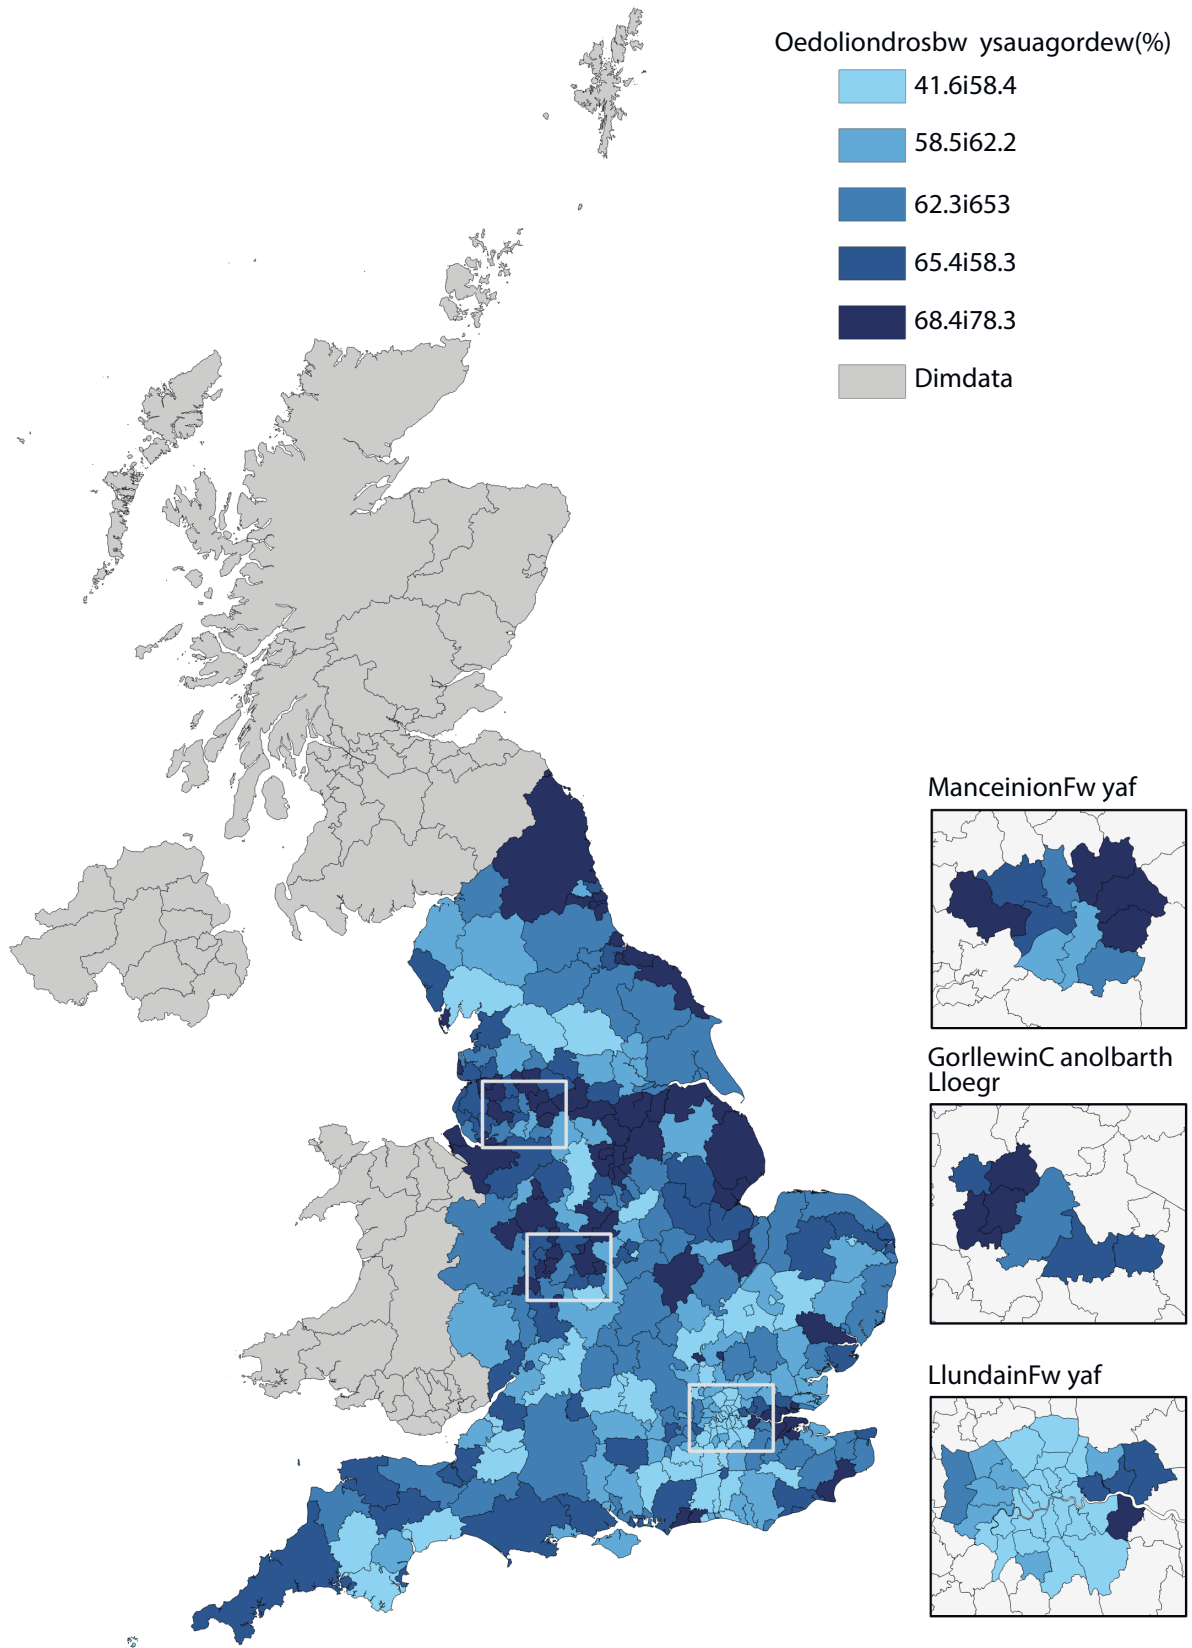 Oedoliondrosbw ysauagordew(%)
41.6i58.4
58.5i62.2
62.3i653
65.4i58.3
68.4i78.3
Dimdata
ManceinionFw yaf
GorllewinC anolbarth
Lloegr
LlundainFw yaf